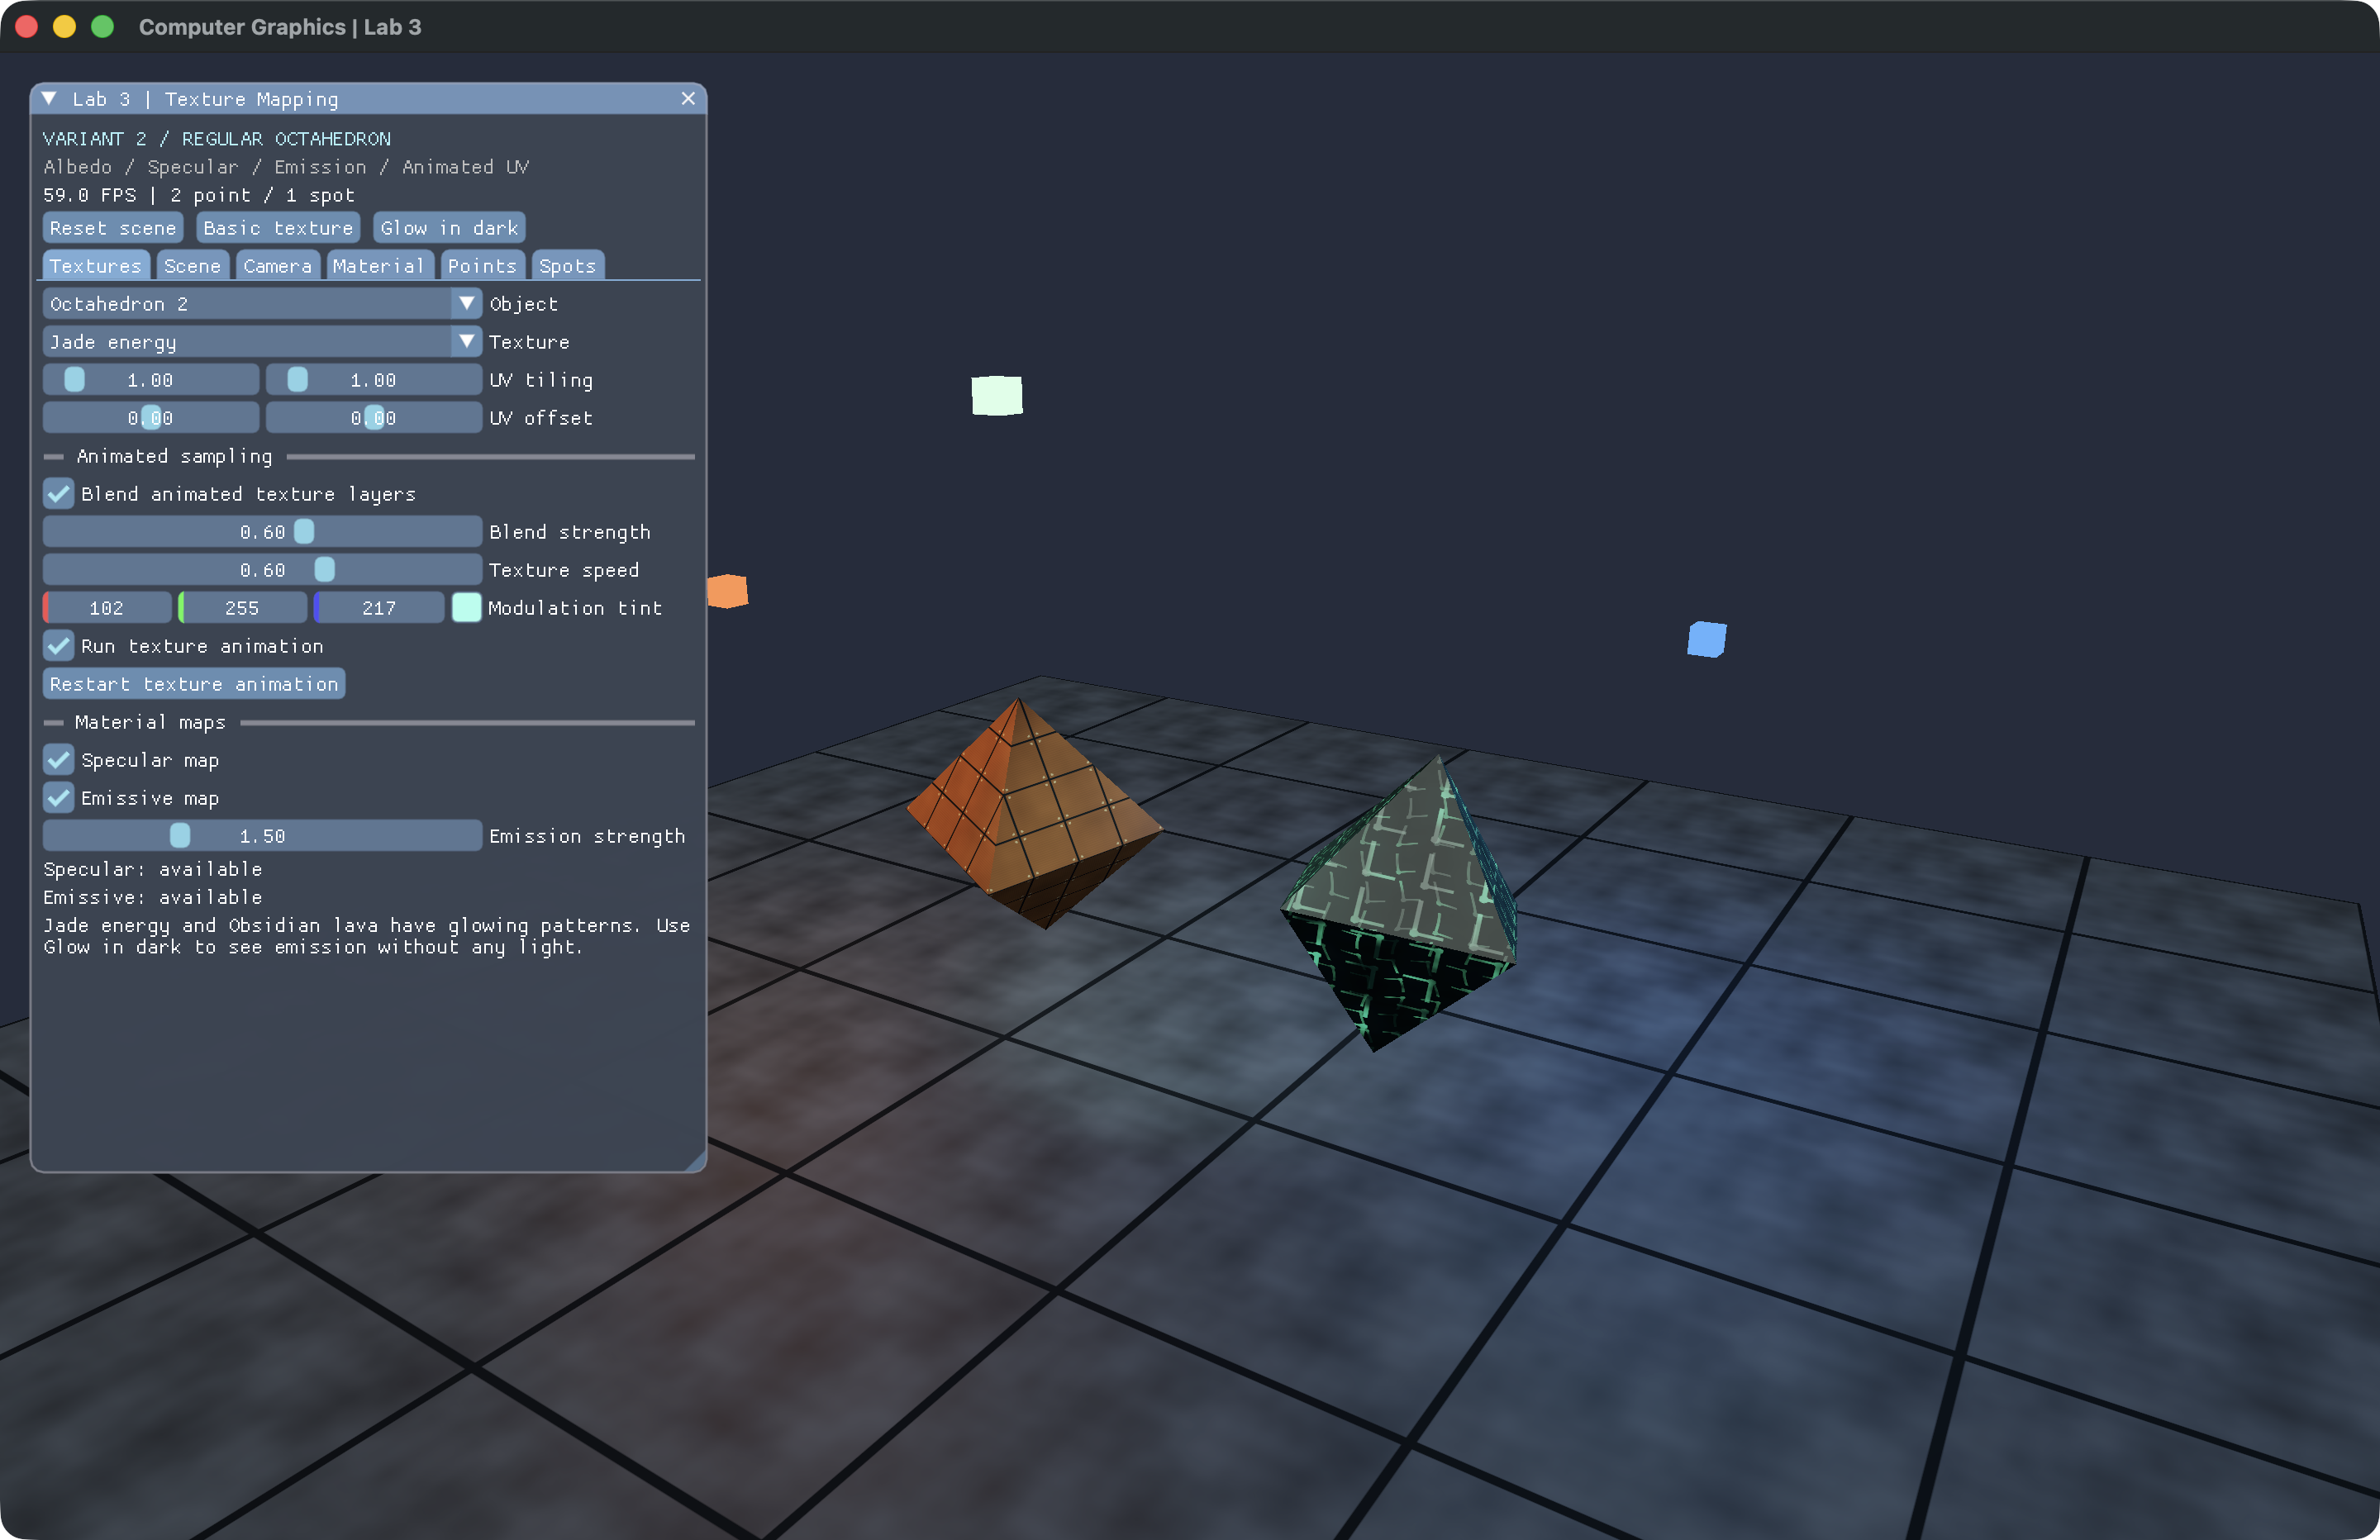 Computer Graphics | Lab 3
Lab 3 | Texture Mapping
VARIANT 2 / REGULAR OCTAHEDRON
Albedo / Specular / Emission / Animated UV
59.0 FPS | 2 point / 1 spot
Reset scene Basic texture Glow in dark
Textures Scene Camera Material Points Spots
Octahedron 2 Object
Jade energy Texture
1.00 1.00 UV tiling
0.00 0.00 UV offset
Animated sampling
Blend animated texture layers
0.60 Blend strength
0.60 Texture speed
102 255 217 Modulation tint
Run texture animation
Restart texture animation
Material maps
Specular map
Emissive map
1.50 Emission strength
Specular: available
Emissive: available
Jade energy and Obsidian lava have glowing patterns. Use
Glow in dark to see emission without any light.